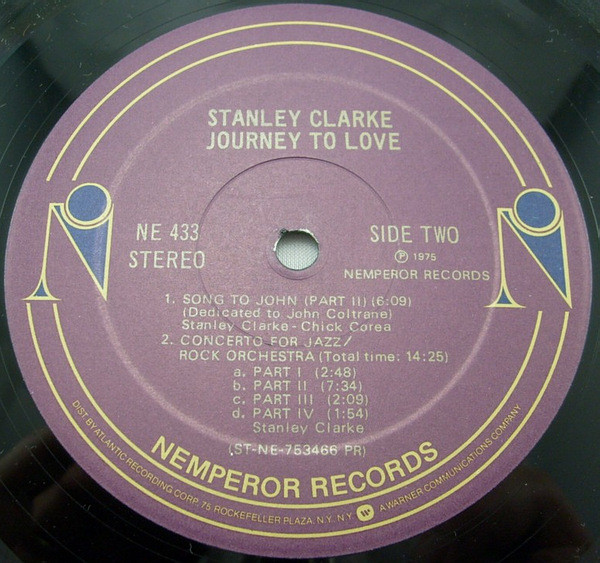 STANLEY CLARKE
JOURNEY TO LOVE
NE 433
STEREO
SIDE TWO
Ⓟ 1975
NEMPEROR RECORDS
1. SONG TO JOHN (PART II) (6:09)
(Dedicated to John Coltrane)
Stanley Clarke - Chick Corea
2. CONCERTO FOR JAZZ/
ROCK ORCHESTRA (Total time: 14:25)
a. PART I (2:48)
b. PART II (7:34)
c. PART III (2:09)
d. PART IV (1:54)
Stanley Clarke
(ST-NE-753466 PR)
NEMPEROR RECORDS
DIST. BY ATLANTIC RECORDING CORP. 75 ROCKEFELLER PLAZA, N.Y. N.Y. A WARNER COMMUNICATIONS COMPANY